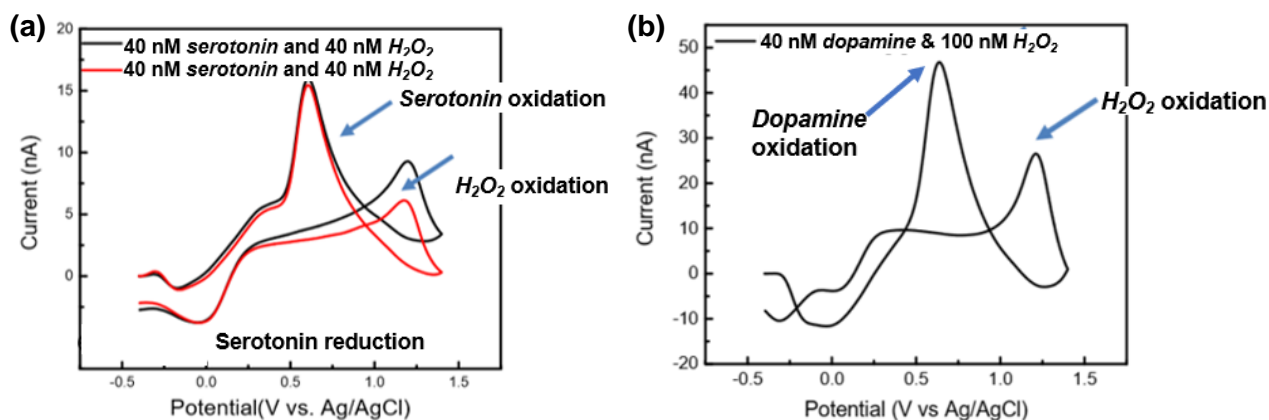 (a)
20
15
10
5
0
Current (nA)
40 nM serotonin and 40 nM H₂O₂
40 nM serotonin and 40 nM H₂O₂
Serotonin oxidation
H₂O₂ oxidation
Serotonin reduction
-0.5 0.0 0.5 1.0 1.5
Potential(V vs. Ag/AgCl)
(b)
50
40
30
20
10
0
-10
-20
Current (nA)
40 nM dopamine & 100 nM H₂O₂
Dopamine
oxidation
H₂O₂ oxidation
-0.5 0.0 0.5 1.0 1.5
Potential (V vs Ag/AgCl)